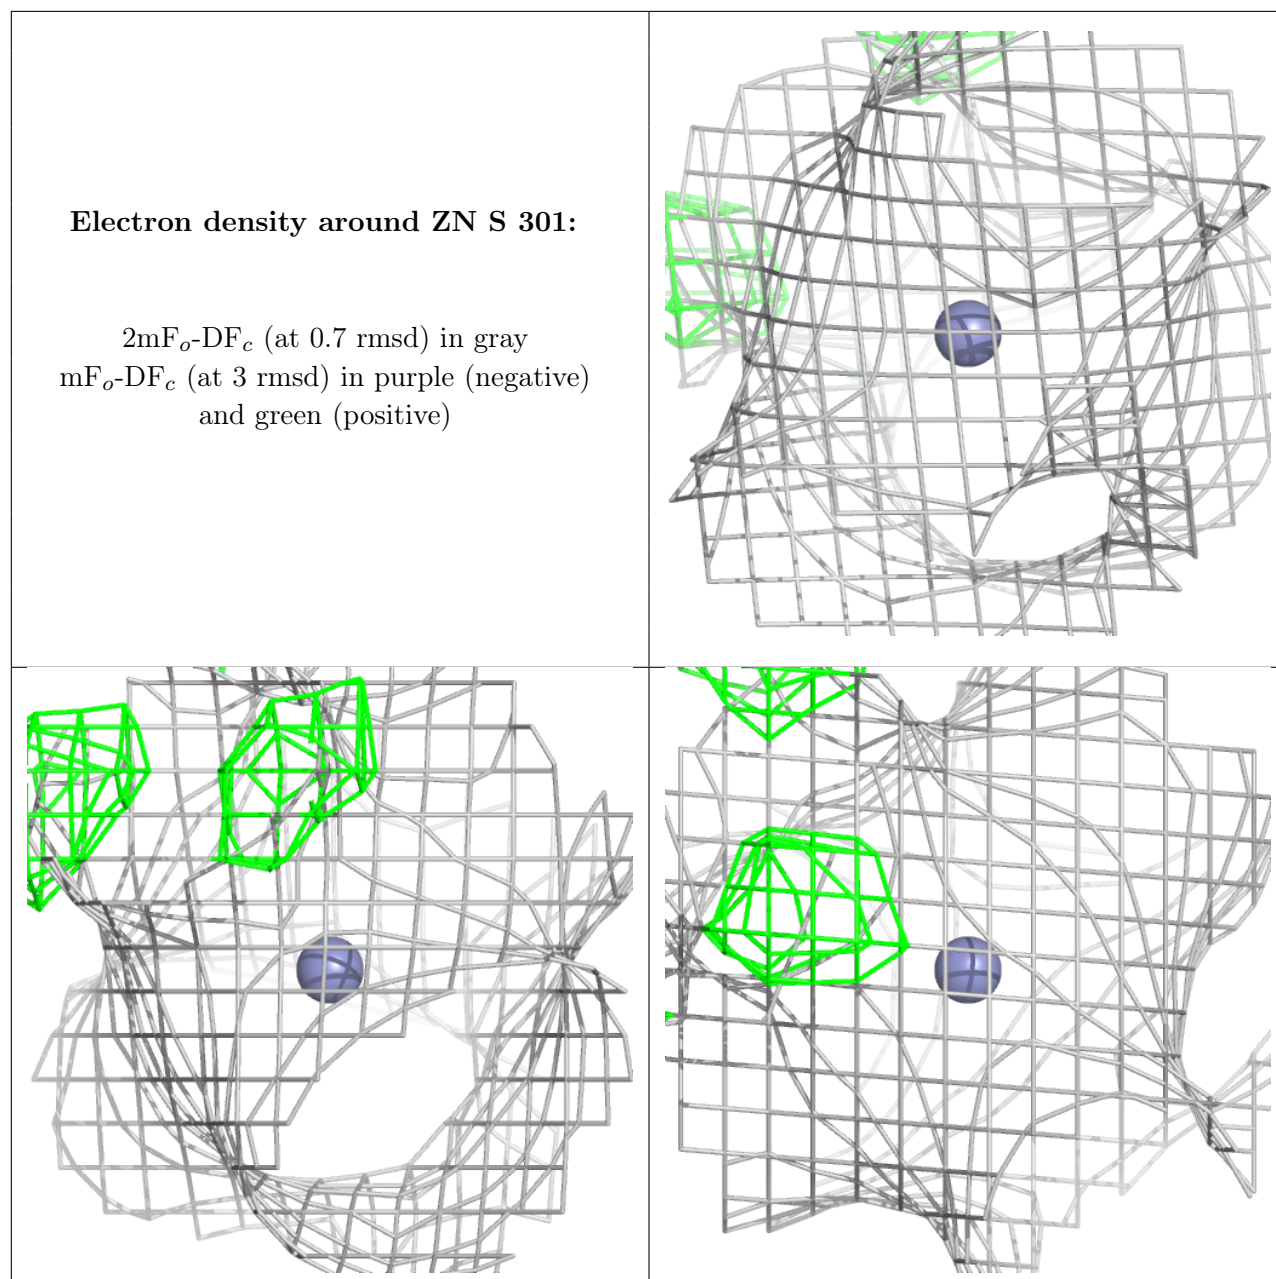 Electron density around ZN S 301:
2mFo-DFc (at 0.7 rmsd) in gray
mFo-DFc (at 3 rmsd) in purple (negative)
and green (positive)